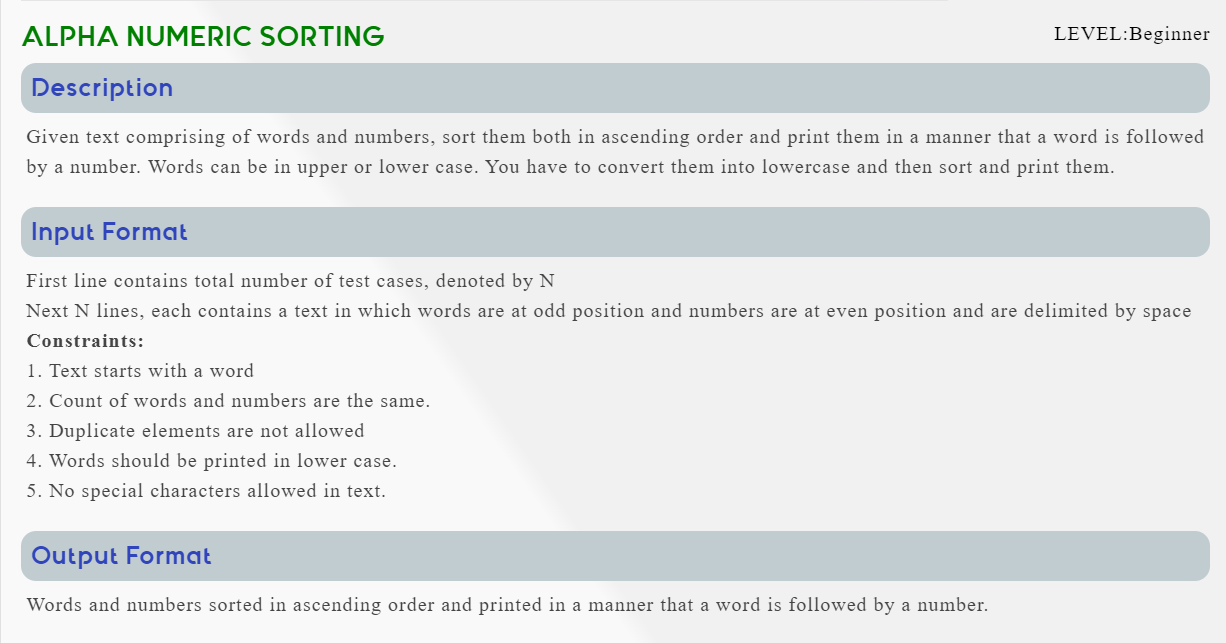 ALPHA NUMERIC SORTING
LEVEL:Beginner
Description
Given text comprising of words and numbers, sort them both in ascending order and print them in a manner that a word is followed
by a number. Words can be in upper or lower case. You have to convert them into lowercase and then sort and print them.
Input Format
First line contains total number of test cases, denoted by N
Next N lines, each contains a text in which words are at odd position and numbers are at even position and are delimited by space
Constraints:
1. Text starts with a word
2. Count of words and numbers are the same.
3. Duplicate elements are not allowed
4. Words should be printed in lower case.
5. No special characters allowed in text.
Output Format
Words and numbers sorted in ascending order and printed in a manner that a word is followed by a number.